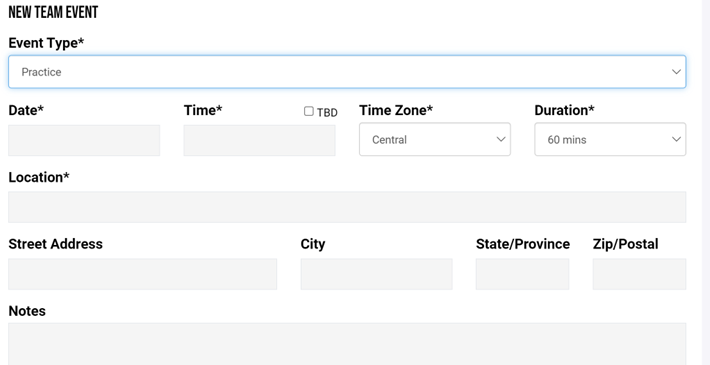 NEW TEAM EVENT
Event Type*
Practice
Date* Time* TBD Time Zone* Duration*
Central 60 mins
Location*
Street Address City State/Province Zip/Postal
Notes